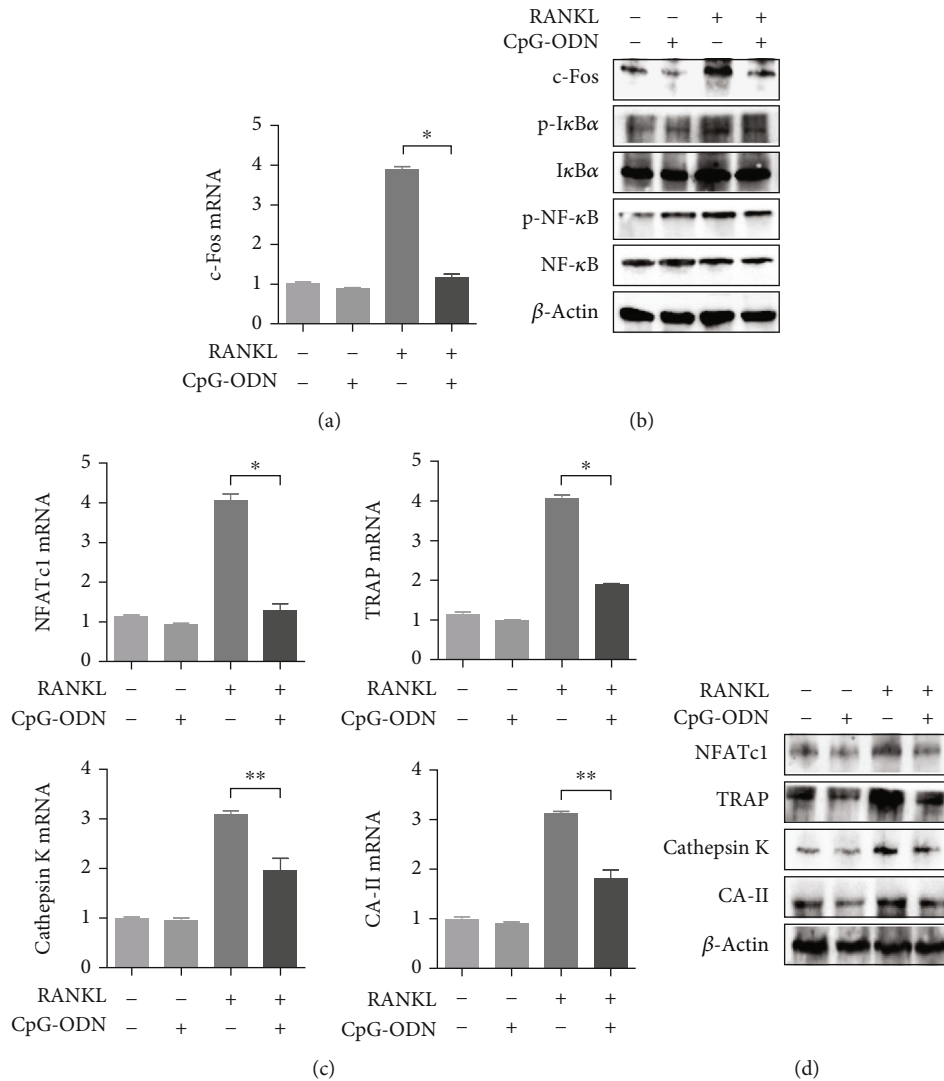 5
4
3
2
1
0
c-Fos mRNA
*
RANKL – – + +
CpG-ODN – + – +
(a)
RANKL – – + +
CpG-ODN – + – +
c-Fos
p-IκBα
IκBα
p-NF-κB
NF-κB
β-Actin
(b)
5
4
3
2
1
0
NFATc1 mRNA
*
RANKL – – + +
CpG-ODN – + – +
5
4
3
2
1
0
TRAP mRNA
*
RANKL – – + +
CpG-ODN – + – +
4
3
2
1
0
Cathepsin K mRNA
**
RANKL – – + +
CpG-ODN – + – +
4
3
2
1
0
CA-II mRNA
**
RANKL – – + +
CpG-ODN – + – +
(c)
RANKL – – + +
CpG-ODN – + – +
NFATc1
TRAP
Cathepsin K
CA-II
β-Actin
(d)